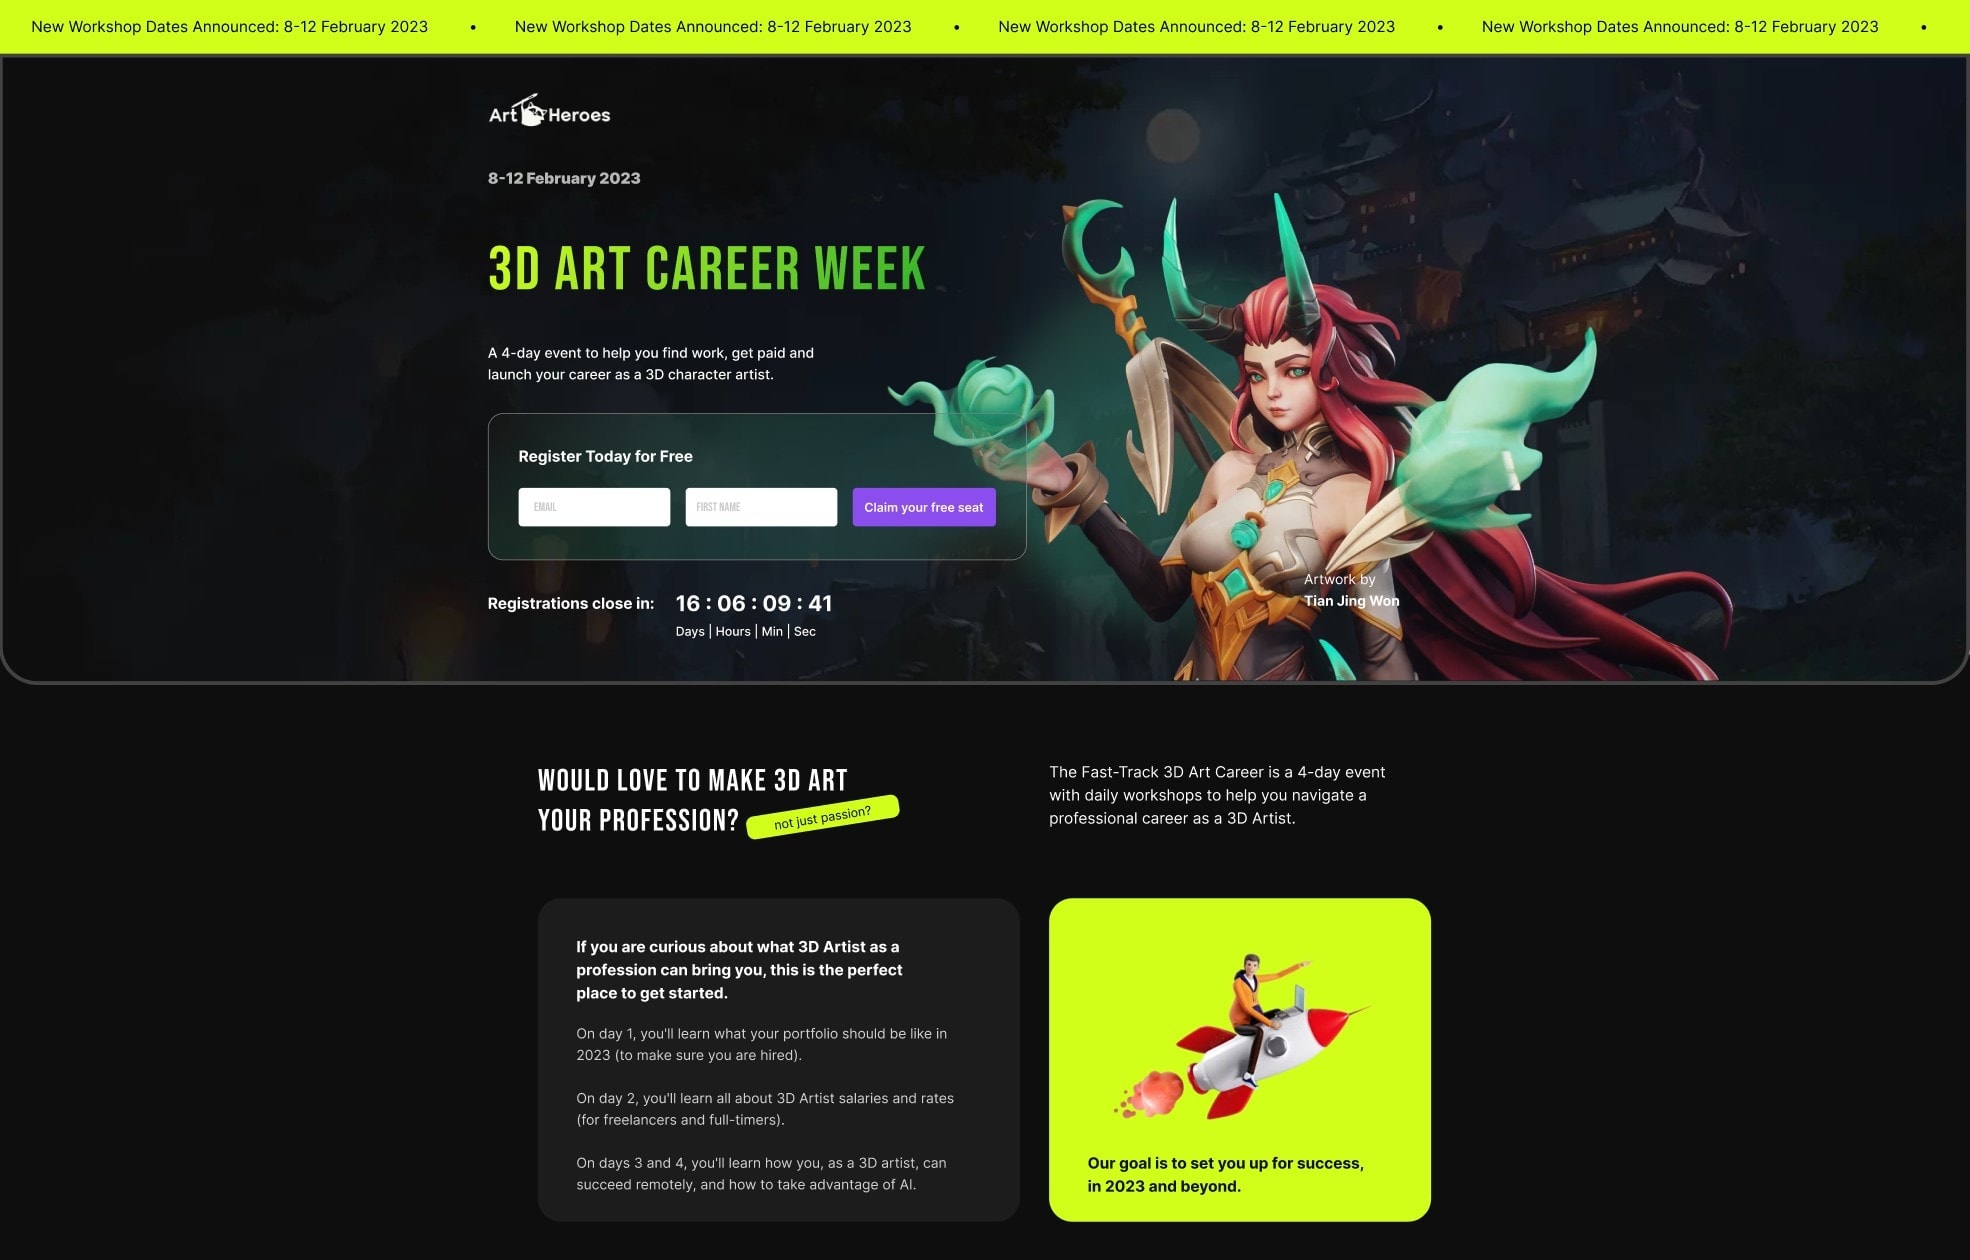 New Workshop Dates Announced: 8-12 February 2023 • New Workshop Dates Announced: 8-12 February 2023 • New Workshop Dates Announced: 8-12 February 2023 • New Workshop Dates Announced: 8-12 February 2023 •
Art Heroes
8-12 February 2023
3D ART CAREER WEEK
A 4-day event to help you find work, get paid and
launch your career as a 3D character artist.
Register Today for Free
EMAIL
FIRST NAME
Claim your free seat
Registrations close in:
16 : 06 : 09 : 41
Days | Hours | Min | Sec
Artwork by
Tian Jing Won
WOULD LOVE TO MAKE 3D ART
YOUR PROFESSION?
not just passion?
The Fast-Track 3D Art Career is a 4-day event
with daily workshops to help you navigate a
professional career as a 3D Artist.
If you are curious about what 3D Artist as a
profession can bring you, this is the perfect
place to get started.
On day 1, you'll learn what your portfolio should be like in
2023 (to make sure you are hired).
On day 2, you'll learn all about 3D Artist salaries and rates
(for freelancers and full-timers).
On days 3 and 4, you'll learn how you, as a 3D artist, can
succeed remotely, and how to take advantage of AI.
Our goal is to set you up for success,
in 2023 and beyond.